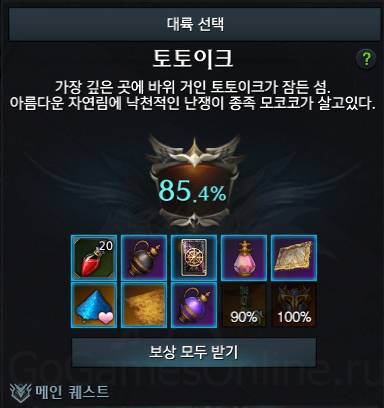 대륙 선택
토토이크
?
가장 깊은 곳에 바위 거인 토토이크가 잠든 섬.
아름다운 자연림에 낙천적인 난쟁이 종족 모코코가 살고있다.
85.4%
20
90% 100%
보상 모두 받기
GoGamesonline.ru
메인 퀘스트